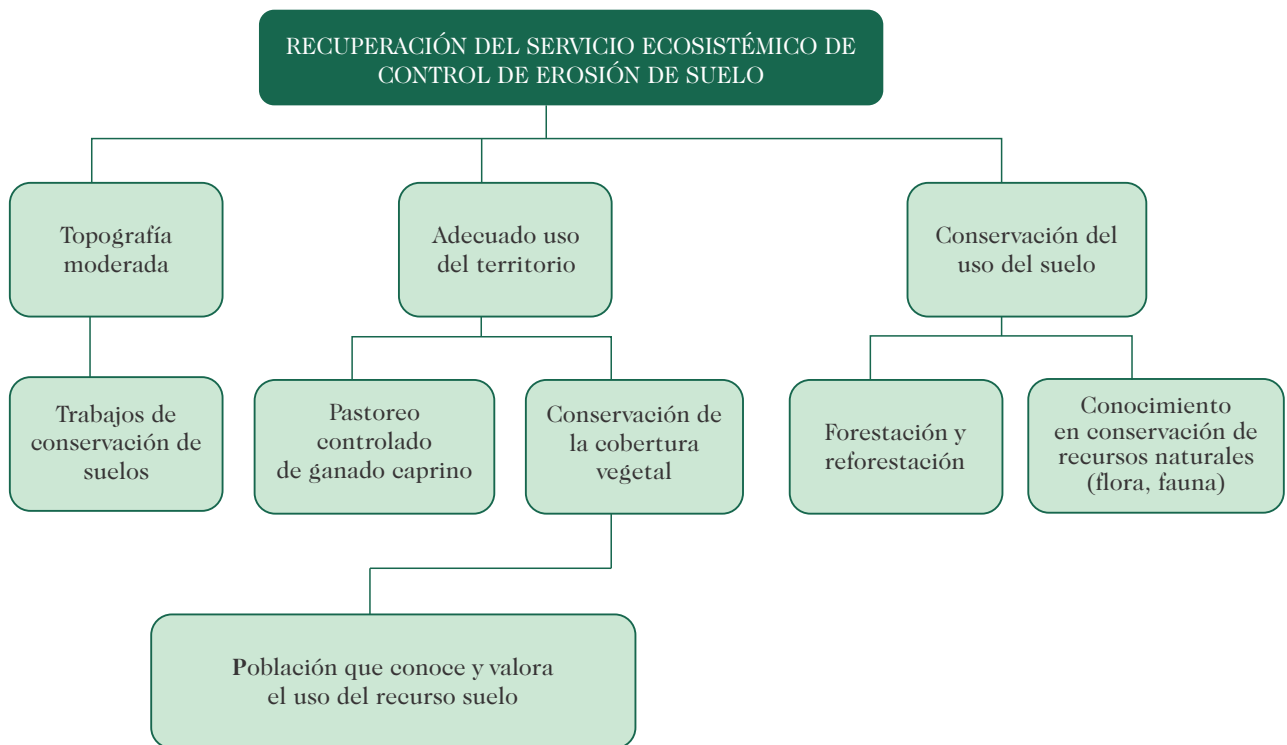 RECUPERACIÓN DEL SERVICIO ECOSISTÉMICO DE
CONTROL DE EROSIÓN DE SUELO
Topografía
moderada
Adecuado uso
del territorio
Conservación del
uso del suelo
Trabajos de
conservación de
suelos
Pastoreo
controlado
de ganado caprino
Conservación de
la cobertura
vegetal
Forestación y
reforestación
Conocimiento
en conservación de
recursos naturales
(flora, fauna)
Población que conoce y valora
el uso del recurso suelo